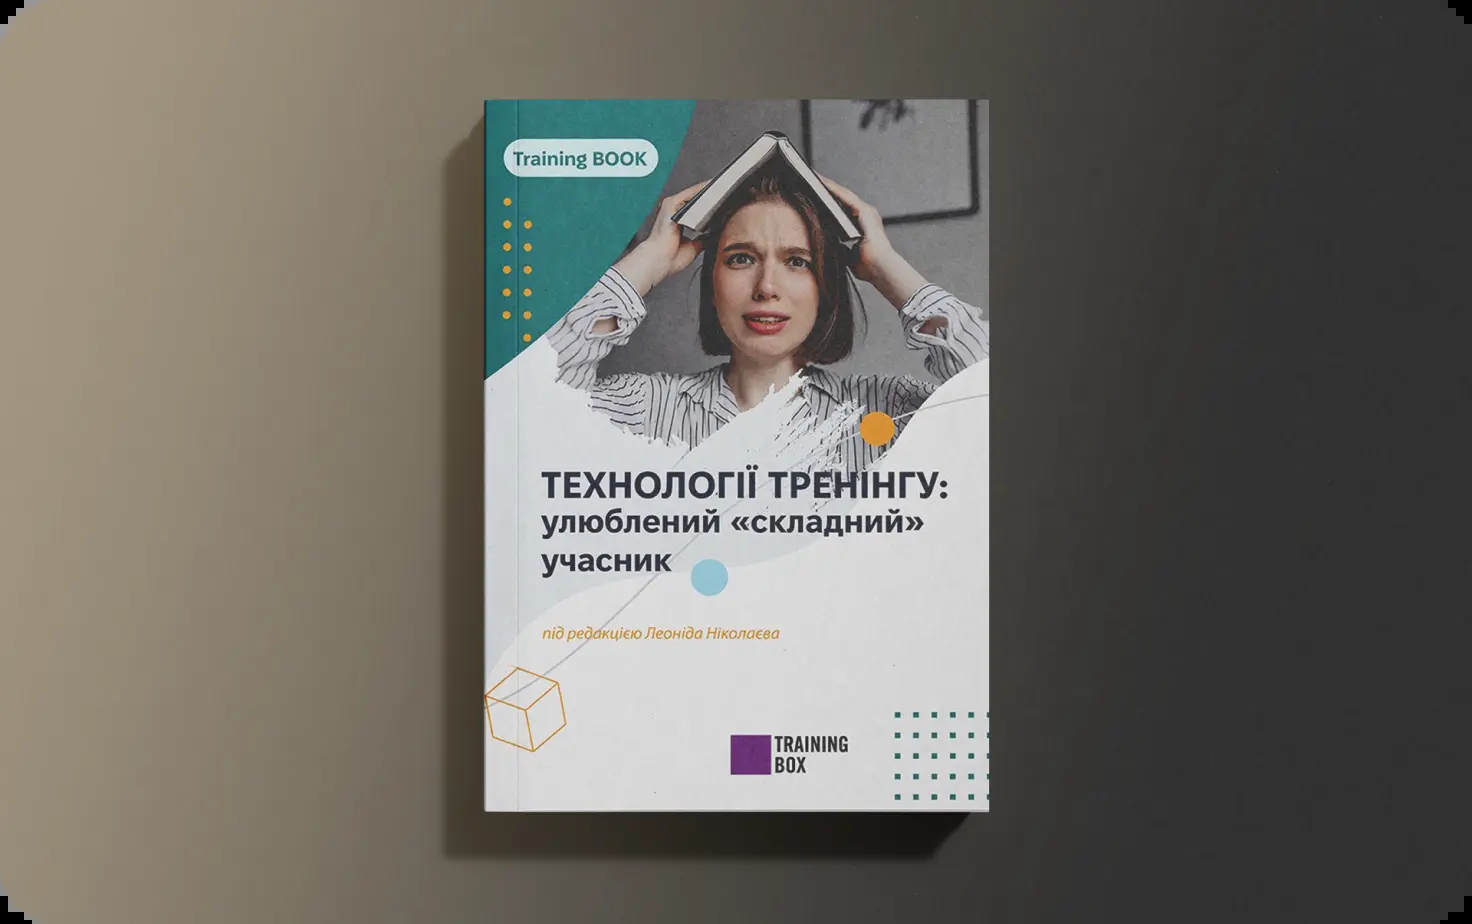 Training BOOK
ТЕХНОЛОГІЇ ТРЕНІНГУ:
улюблений «складний»
учасник
під редакцією Леоніда Ніколаєва
TRAINING
BOX